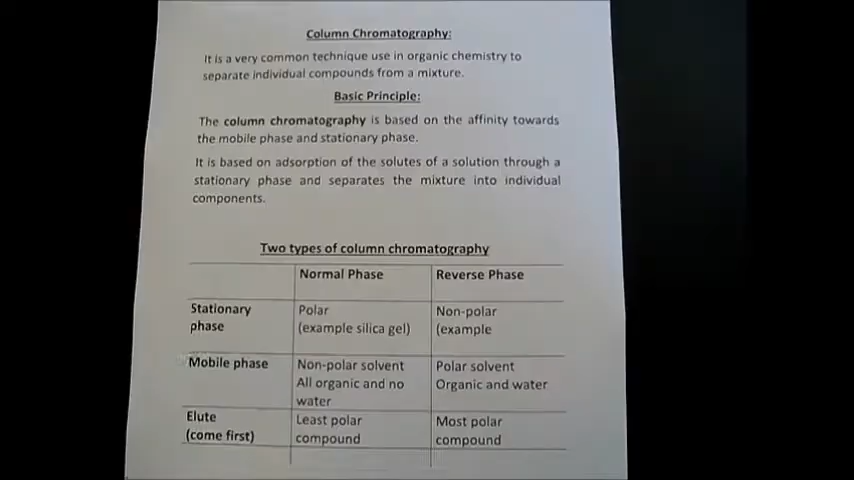 Column Chromatography:
It is a very common technique use in organic chemistry to
separate individual compounds from a mixture.
Basic Principle:
The column chromatography is based on the affinity towards
the mobile phase and stationary phase.
It is based on adsorption of the solutes of a solution through a
stationary phase and separates the mixture into individual
components.
Two types of column chromatography
Normal Phase
Reverse Phase
Stationary
phase
Polar
(example silica gel)
Non-polar
(example
Mobile phase
Non-polar solvent
All organic and no
water
Polar solvent
Organic and water
Elute
(come first)
Least polar
compound
Most polar
compound